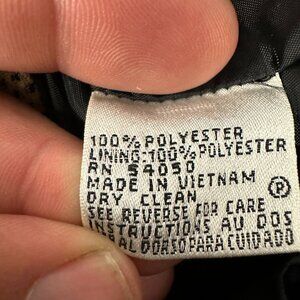 100% POLYESTER
LINING:100% POLYESTER
RN 54050
MADE IN VIETNAM
DRY CLEAN
P
SEE REVERSE FOR CARE
INSTRUCTIONS AU DOS
AL DORSO PARA CUIDADO